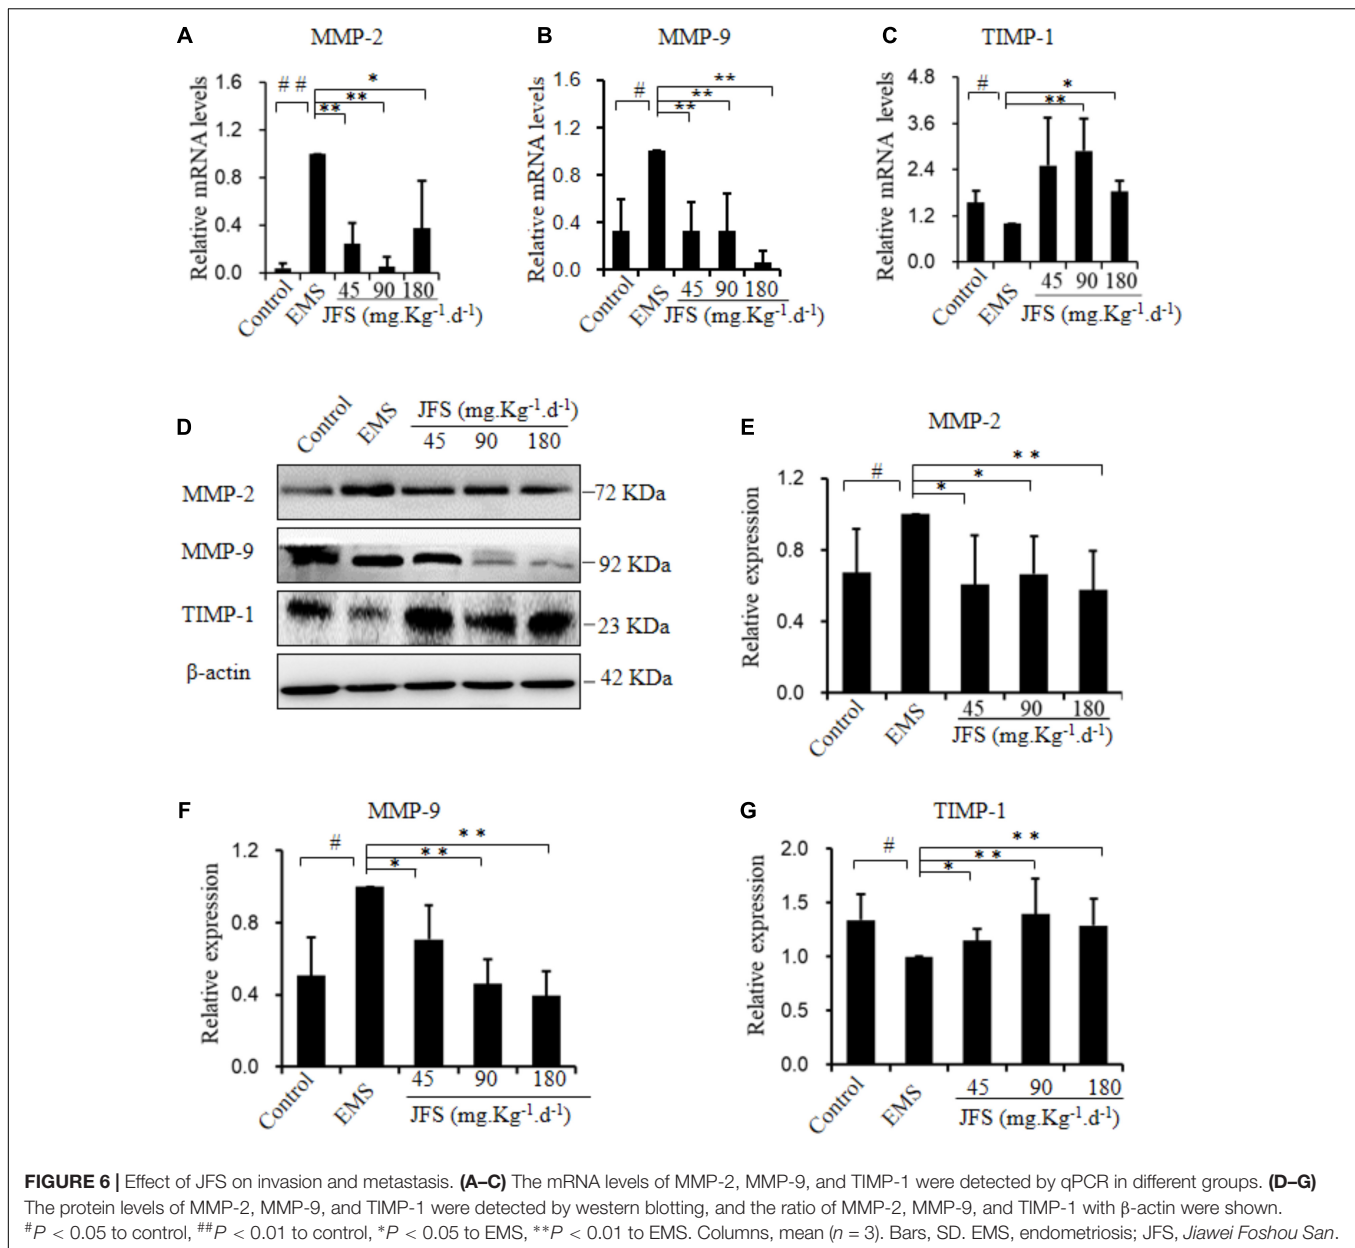 A MMP-2
Relative mRNA levels
1.6
1.2
0.8
0.4
0.0
# #
*
**
**
Control EMS 45 90 180
JFS (mg.Kg⁻¹.d⁻¹)
B MMP-9
Relative mRNA levels
1.6
1.2
0.8
0.4
0.0
#
**
**
**
Control EMS 45 90 180
JFS (mg.Kg⁻¹.d⁻¹)
C TIMP-1
Relative mRNA levels
4.8
3.6
2.4
1.2
0.0
#
*
**
Control EMS 45 90 180
JFS (mg.Kg⁻¹.d⁻¹)
D Control EMS JFS (mg.Kg⁻¹.d⁻¹)
45 90 180
MMP-2 72 KDa
MMP-9 92 KDa
TIMP-1 23 KDa
β-actin 42 KDa
E MMP-2
Relative expression
1.2
0.8
0.4
0.0
#
* *
*
*
Control EMS 45 90 180
JFS (mg.Kg⁻¹.d⁻¹)
F MMP-9
Relative expression
1.2
0.8
0.4
0.0
#
* *
* *
*
Control EMS 45 90 180
JFS (mg.Kg⁻¹.d⁻¹)
G TIMP-1
Relative expression
2.0
1.5
1.0
0.5
0.0
#
* *
* *
*
Control EMS 45 90 180
JFS (mg.Kg⁻¹.d⁻¹)
FIGURE 6 | Effect of JFS on invasion and metastasis. (A–C) The mRNA levels of MMP-2, MMP-9, and TIMP-1 were detected by qPCR in different groups. (D–G)
The protein levels of MMP-2, MMP-9, and TIMP-1 were detected by western blotting, and the ratio of MMP-2, MMP-9, and TIMP-1 with β-actin were shown.
#P < 0.05 to control, ##P < 0.01 to control, *P < 0.05 to EMS, **P < 0.01 to EMS. Columns, mean (n = 3). Bars, SD. EMS, endometriosis; JFS, Jiawei Foshou San.